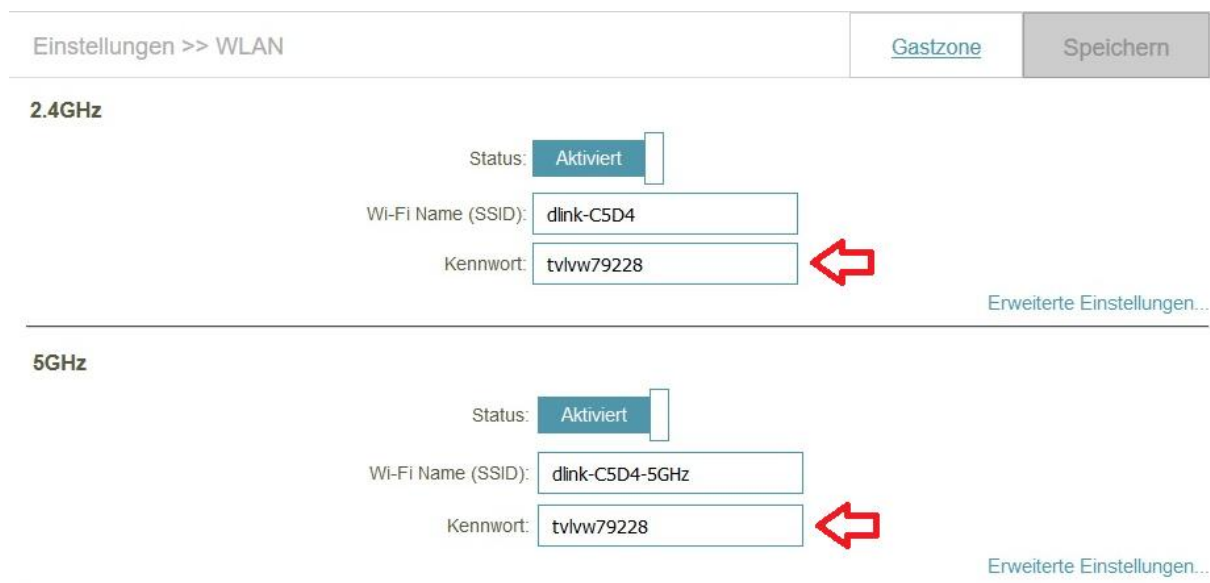 Einstellungen >> WLAN
Gastzone
Speichern
2.4GHz
Status: Aktiviert
Wi-Fi Name (SSID): dlink-C5D4
Kennwort: tvlvw79228
Erweiterte Einstellungen...
5GHz
Status: Aktiviert
Wi-Fi Name (SSID): dlink-C5D4-5GHz
Kennwort: tvlvw79228
Erweiterte Einstellungen...